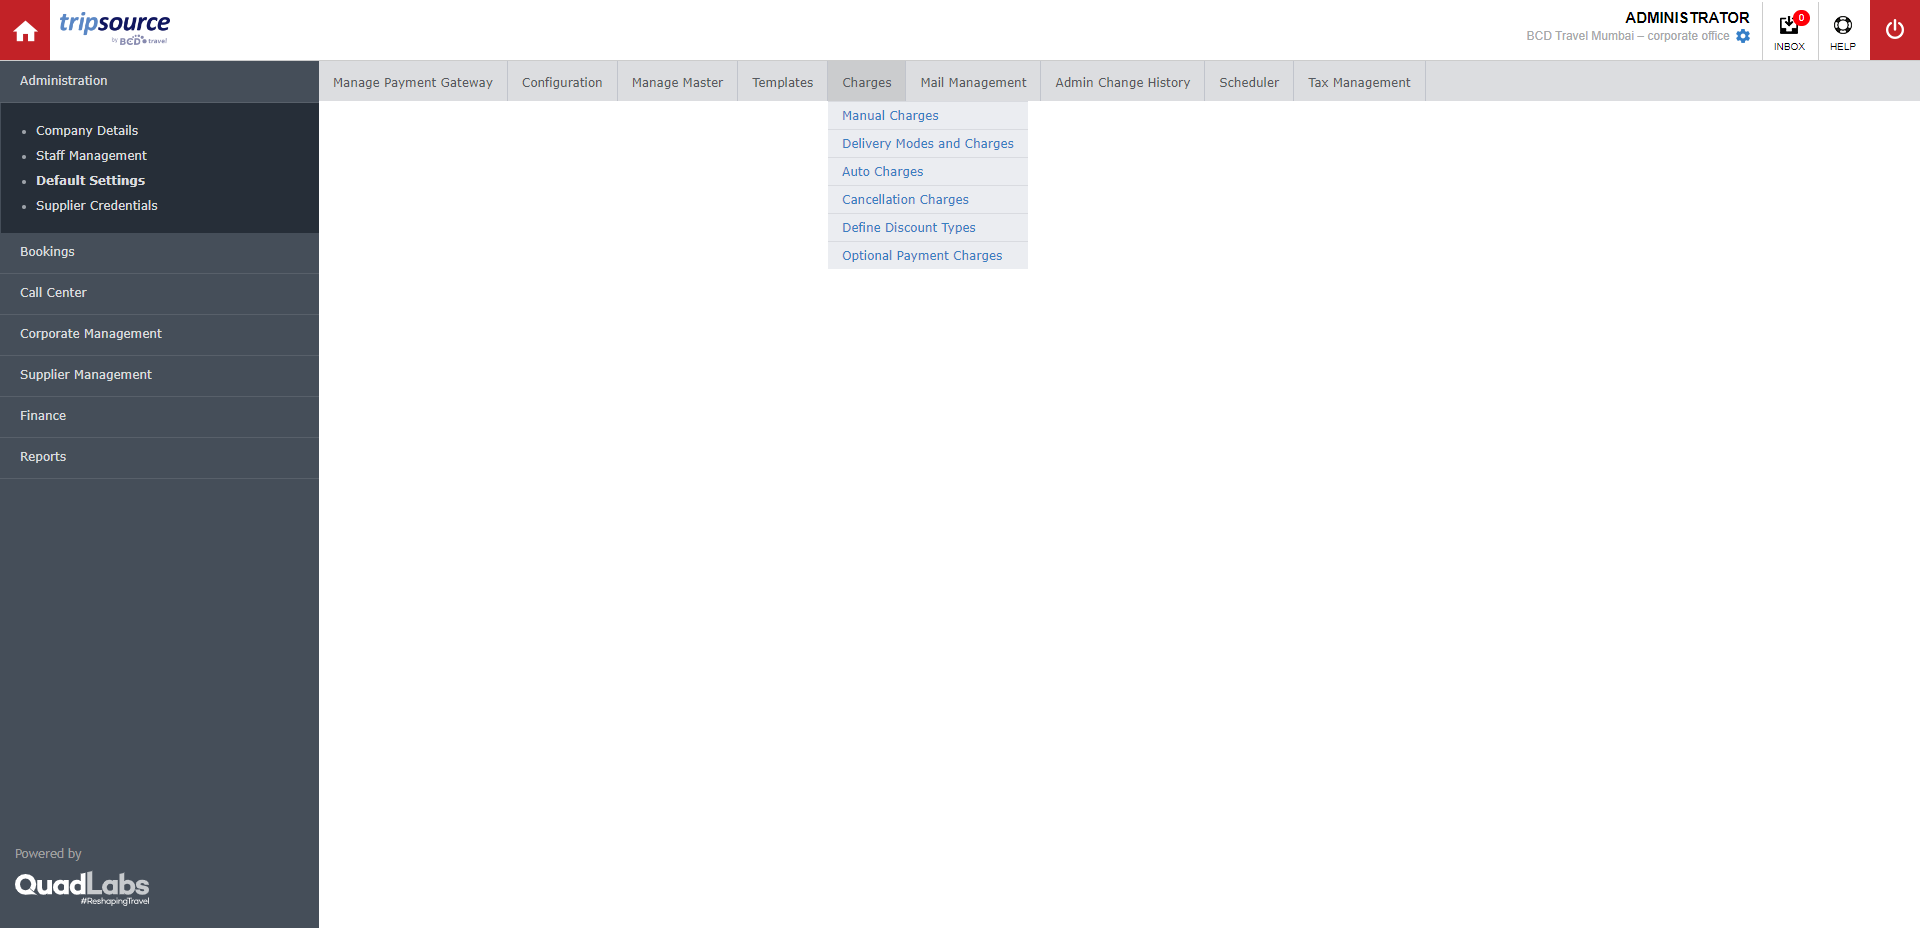 tripsource
by BCD travel
ADMINISTRATOR
BCD Travel Mumbai – corporate office
0
INBOX
HELP
Administration
Company Details
Staff Management
Default Settings
Supplier Credentials
Bookings
Call Center
Corporate Management
Supplier Management
Finance
Reports
Manage Payment Gateway
Configuration
Manage Master
Templates
Charges
Mail Management
Admin Change History
Scheduler
Tax Management
Manual Charges
Delivery Modes and Charges
Auto Charges
Cancellation Charges
Define Discount Types
Optional Payment Charges
Powered by
QuadLabs
#ReshapingTravel